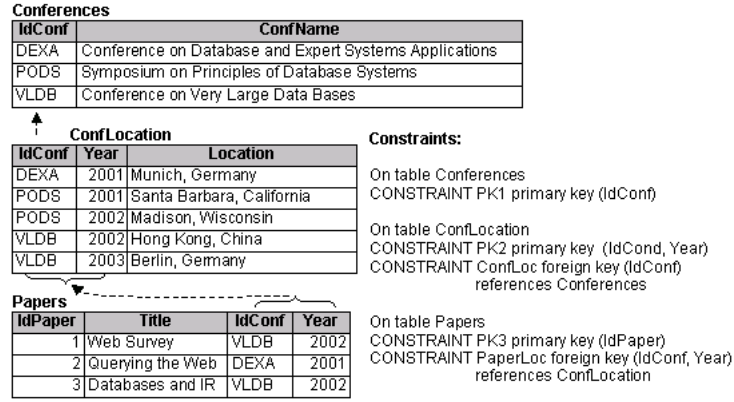 Conferences
IdConf ConfName
DEXA Conference on Database and Expert Systems Applications
PODS Symposium on Principles of Database Systems
VLDB Conference on Very Large Data Bases
ConfLocation
IdConf Year Location
DEXA 2001 Munich, Germany
PODS 2001 Santa Barbara, California
PODS 2002 Madison, Wisconsin
VLDB 2002 Hong Kong, China
VLDB 2003 Berlin, Germany
Papers
IdPaper Title IdConf Year
1 Web Survey VLDB 2002
2 Querying the Web DEXA 2001
3 Databases and IR VLDB 2002
Constraints:
On table Conferences
CONSTRAINT PK1 primary key (IdConf)
On table ConfLocation
CONSTRAINT PK2 primary key (IdCond, Year)
CONSTRAINT ConfLoc foreign key (IdConf)
references Conferences
On table Papers
CONSTRAINT PK3 primary key (IdPaper)
CONSTRAINT PaperLoc foreign key (IdConf, Year)
references ConfLocation